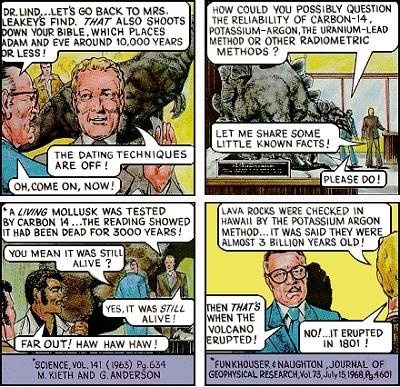 DR. LIND...LET'S GO BACK TO MRS.
LEAKEY'S FIND. THAT ALSO SHOOTS
DOWN YOUR BIBLE, WHICH PLACES
ADAM AND EVE AROUND 10,000 YEARS
OR LESS!
THE DATING TECHNIQUES
ARE OFF!
OH, COME ON, NOW!
HOW COULD YOU POSSIBLY QUESTION
THE RELIABILITY OF CARBON-14,
POTASSIUM-ARGON, THE URANIUM-LEAD
METHOD OR OTHER RADIOMETRIC
METHODS?
LET ME SHARE SOME
LITTLE KNOWN FACTS!
PLEASE DO!
*A LIVING MOLLUSK WAS TESTED
BY CARBON 14...THE READING SHOWED
IT HAD BEEN DEAD FOR 3000 YEARS!
YOU MEAN IT WAS STILL
ALIVE?
YES, IT WAS STILL
ALIVE!
FAR OUT! HAW HAW HAW!
*SCIENCE, VOL. 141 (1963) Pg. 634
M. KIETH AND G. ANDERSON
LAVA ROCKS WERE CHECKED IN
HAWAII BY THE POTASSIUM ARGON
METHOD...IT WAS SAID THEY WERE
ALMOST 3 BILLION YEARS OLD!
THEN THAT'S
WHEN THE
VOLCANO
ERUPTED!
NO!...IT ERUPTED
IN 1801!
*FUNKHOUSER & NAUGHTON, JOURNAL OF
GEOPHYSICAL RESEARCH, Vol. 73, July 15, 1968, Pg. 4601